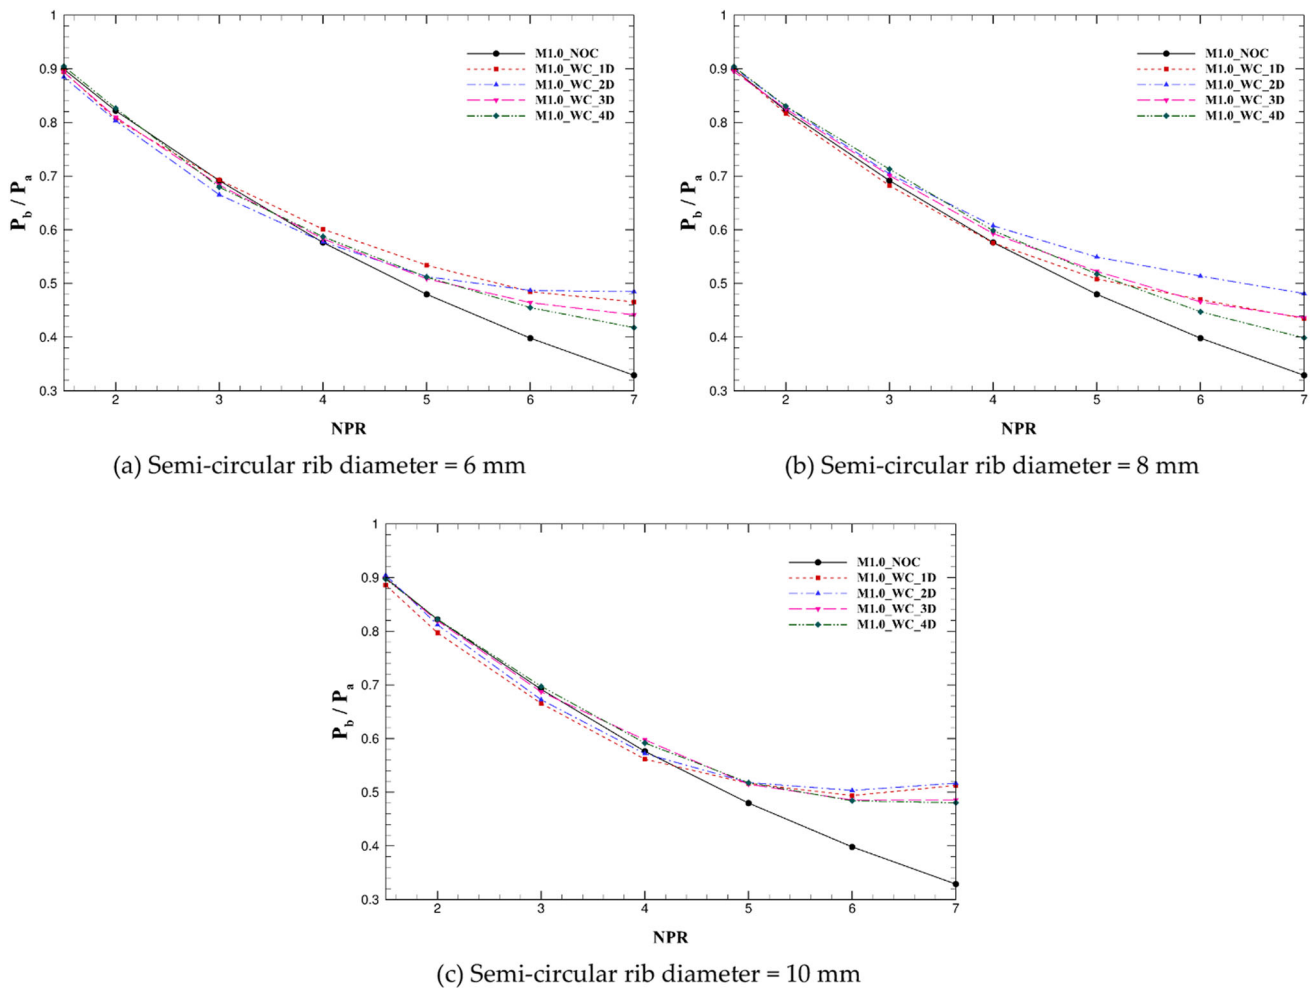 1
0.9
0.8
0.7
0.6
0.5
0.4
0.3
P_b / P_a
M1.0_NOC
M1.0_WC_1D
M1.0_WC_2D
M1.0_WC_3D
M1.0_WC_4D
2 3 4 5 6 7
NPR
(a) Semi-circular rib diameter = 6 mm
1
0.9
0.8
0.7
0.6
0.5
0.4
0.3
P_b / P_a
M1.0_NOC
M1.0_WC_1D
M1.0_WC_2D
M1.0_WC_3D
M1.0_WC_4D
2 3 4 5 6 7
NPR
(b) Semi-circular rib diameter = 8 mm
1
0.9
0.8
0.7
0.6
0.5
0.4
0.3
P_b / P_a
M1.0_NOC
M1.0_WC_1D
M1.0_WC_2D
M1.0_WC_3D
M1.0_WC_4D
2 3 4 5 6 7
NPR
(c) Semi-circular rib diameter = 10 mm